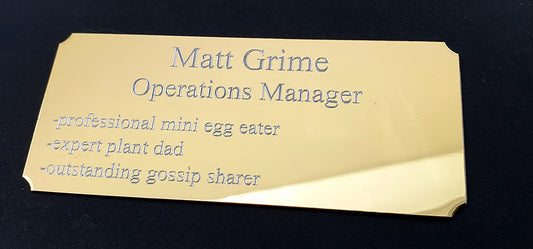 Matt Grime
Operations Manager
-professional mini egg eater
-expert plant dad
-outstanding gossip sharer